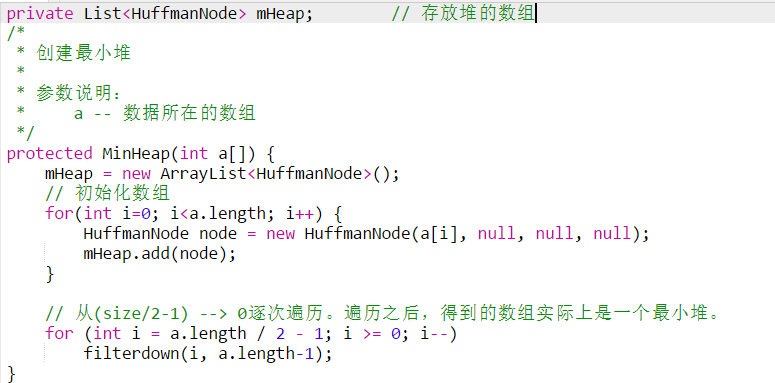 private List<HuffmanNode> mHeap;        // 存放堆的数组
/*
 * 创建最小堆
 *
 * 参数说明:
 *     a -- 数据所在的数组
 */
protected MinHeap(int a[]) {
    mHeap = new ArrayList<HuffmanNode>();
    // 初始化数组
    for(int i=0; i<a.length; i++) {
        HuffmanNode node = new HuffmanNode(a[i], null, null, null);
        mHeap.add(node);
    }

    // 从(size/2-1) --> 0逐次遍历。遍历之后，得到的数组实际上是一个最小堆。
    for (int i = a.length / 2 - 1; i >= 0; i--)
        filterdown(i, a.length-1);
}